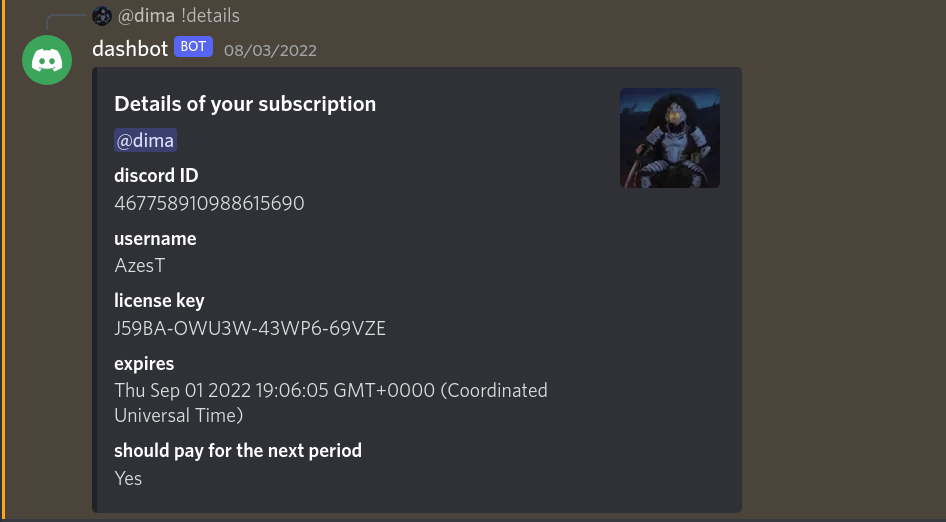 @dima !details
dashbot BOT 08/03/2022
Details of your subscription
@dima
discord ID
467758910988615690
username
AzesT
license key
J59BA-OWU3W-43WP6-69VZE
expires
Thu Sep 01 2022 19:06:05 GMT+0000 (Coordinated
Universal Time)
should pay for the next period
Yes